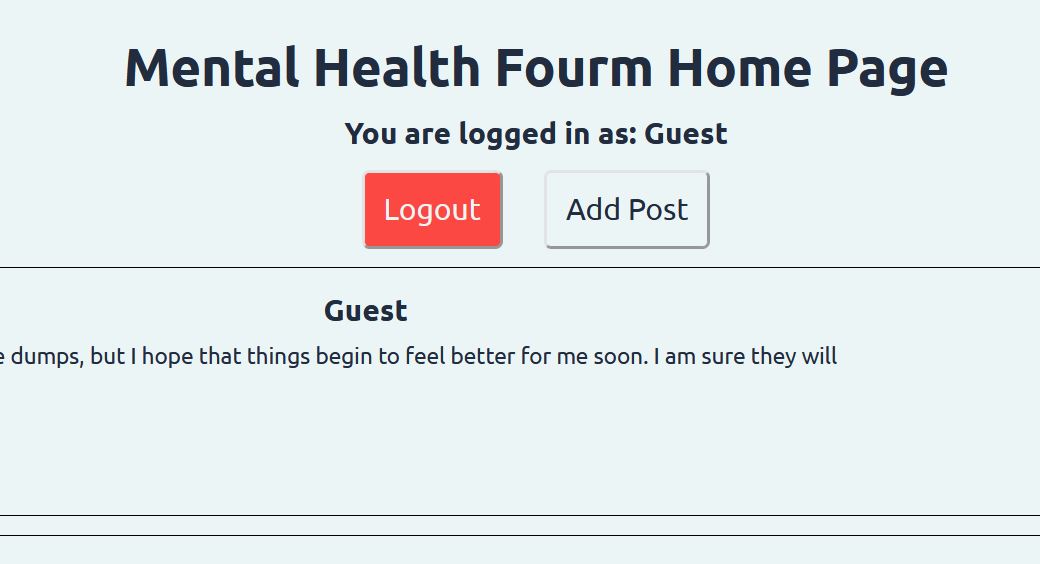 Mental Health Fourm Home Page
You are logged in as: Guest
Logout Add Post
Guest
dumps, but I hope that things begin to feel better for me soon. I am sure they will